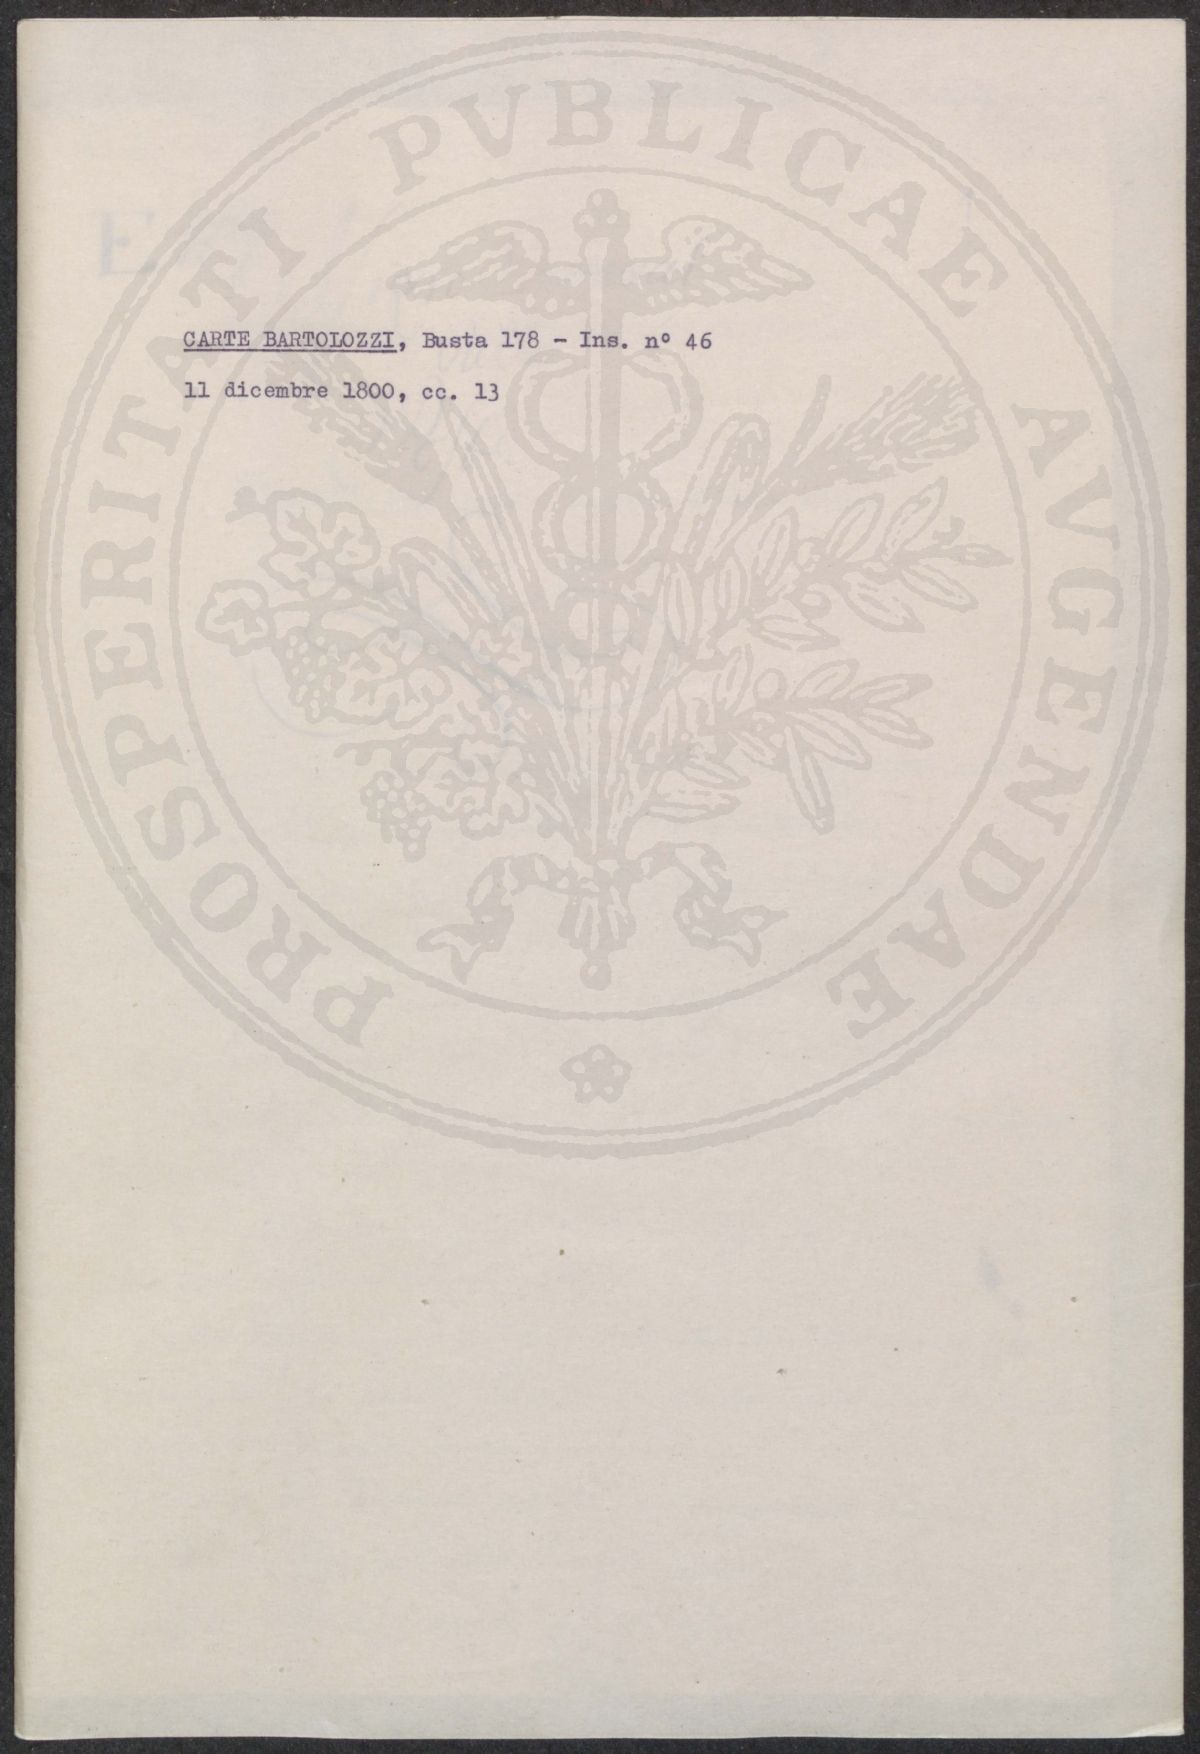 CARTE BARTOLOZZI, Busta 178 - Ins. n° 46
11 dicembre 1800, cc. 13
PROSPERITATI PVBLICAE AVGENDAE